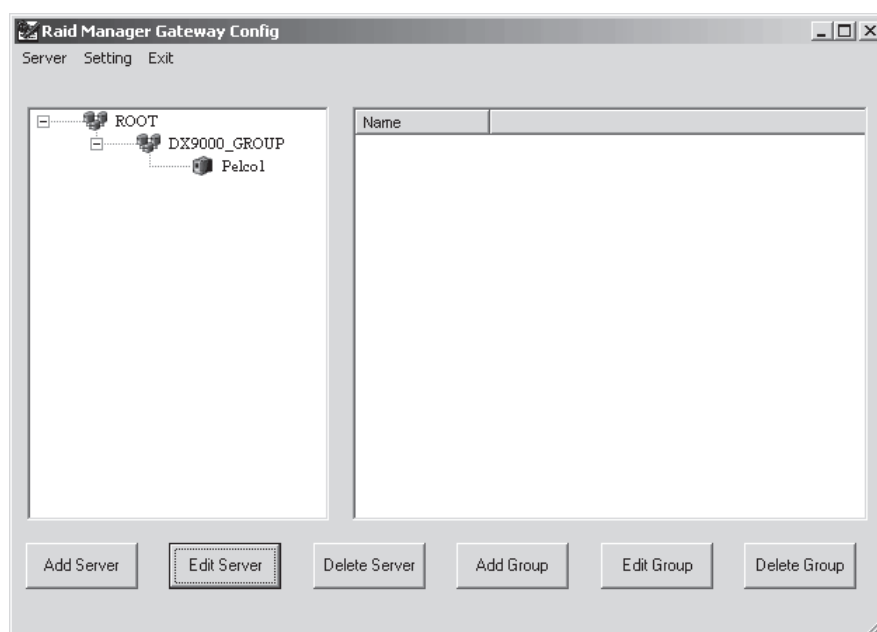 Raid Manager Gateway Config
Server Setting Exit
ROOT
DX9000_GROUP
Pelco1
Name
Add Server Edit Server Delete Server Add Group Edit Group Delete Group